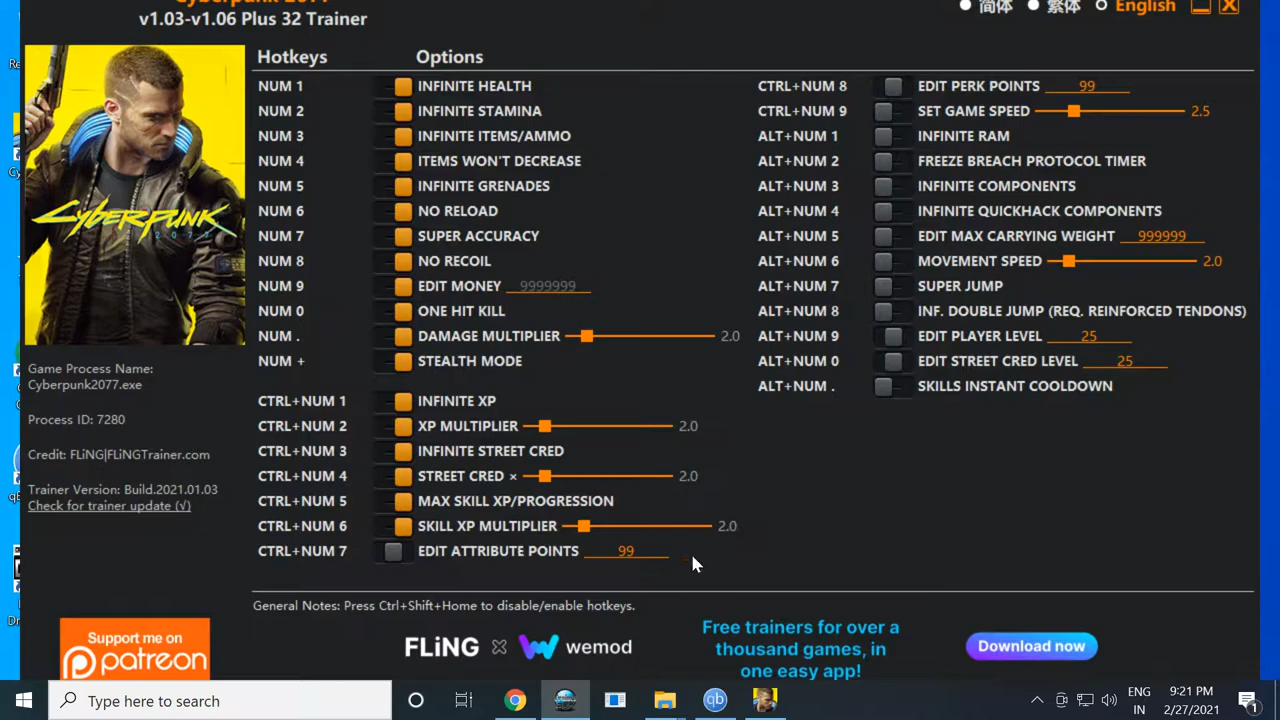 Cyberpunk 2077
v1.03-v1.06 Plus 32 Trainer
简体 繁体 English
Hotkeys Options
NUM 1 INFINITE HEALTH
NUM 2 INFINITE STAMINA
NUM 3 INFINITE ITEMS/AMMO
NUM 4 ITEMS WON'T DECREASE
NUM 5 INFINITE GRENADES
NUM 6 NO RELOAD
NUM 7 SUPER ACCURACY
NUM 8 NO RECOIL
NUM 9 EDIT MONEY 9999999
NUM 0 ONE HIT KILL
NUM . DAMAGE MULTIPLIER 2.0
NUM + STEALTH MODE
CTRL+NUM 1 INFINITE XP
CTRL+NUM 2 XP MULTIPLIER 2.0
CTRL+NUM 3 INFINITE STREET CRED
CTRL+NUM 4 STREET CRED × 2.0
CTRL+NUM 5 MAX SKILL XP/PROGRESSION
CTRL+NUM 6 SKILL XP MULTIPLIER 2.0
CTRL+NUM 7 EDIT ATTRIBUTE POINTS 99
CTRL+NUM 8 EDIT PERK POINTS 99
CTRL+NUM 9 SET GAME SPEED 2.5
ALT+NUM 1 INFINITE RAM
ALT+NUM 2 FREEZE BREACH PROTOCOL TIMER
ALT+NUM 3 INFINITE COMPONENTS
ALT+NUM 4 INFINITE QUICKHACK COMPONENTS
ALT+NUM 5 EDIT MAX CARRYING WEIGHT 999999
ALT+NUM 6 MOVEMENT SPEED 2.0
ALT+NUM 7 SUPER JUMP
ALT+NUM 8 INF. DOUBLE JUMP (REQ. REINFORCED TENDONS)
ALT+NUM 9 EDIT PLAYER LEVEL 25
ALT+NUM 0 EDIT STREET CRED LEVEL 25
ALT+NUM . SKILLS INSTANT COOLDOWN
Cyberpunk
2077
Game Process Name:
Cyberpunk2077.exe
Process ID: 7280
Credit: FLiNG|FLiNGTrainer.com
Trainer Version: Build.2021.01.03
Check for trainer update (√)
General Notes: Press Ctrl+Shift+Home to disable/enable hotkeys.
Support me on
patreon
FLiNG wemod
Free trainers for over a
thousand games, in
one easy app!
Download now
Type here to search
ENG
IN
9:21 PM
2/27/2021
1